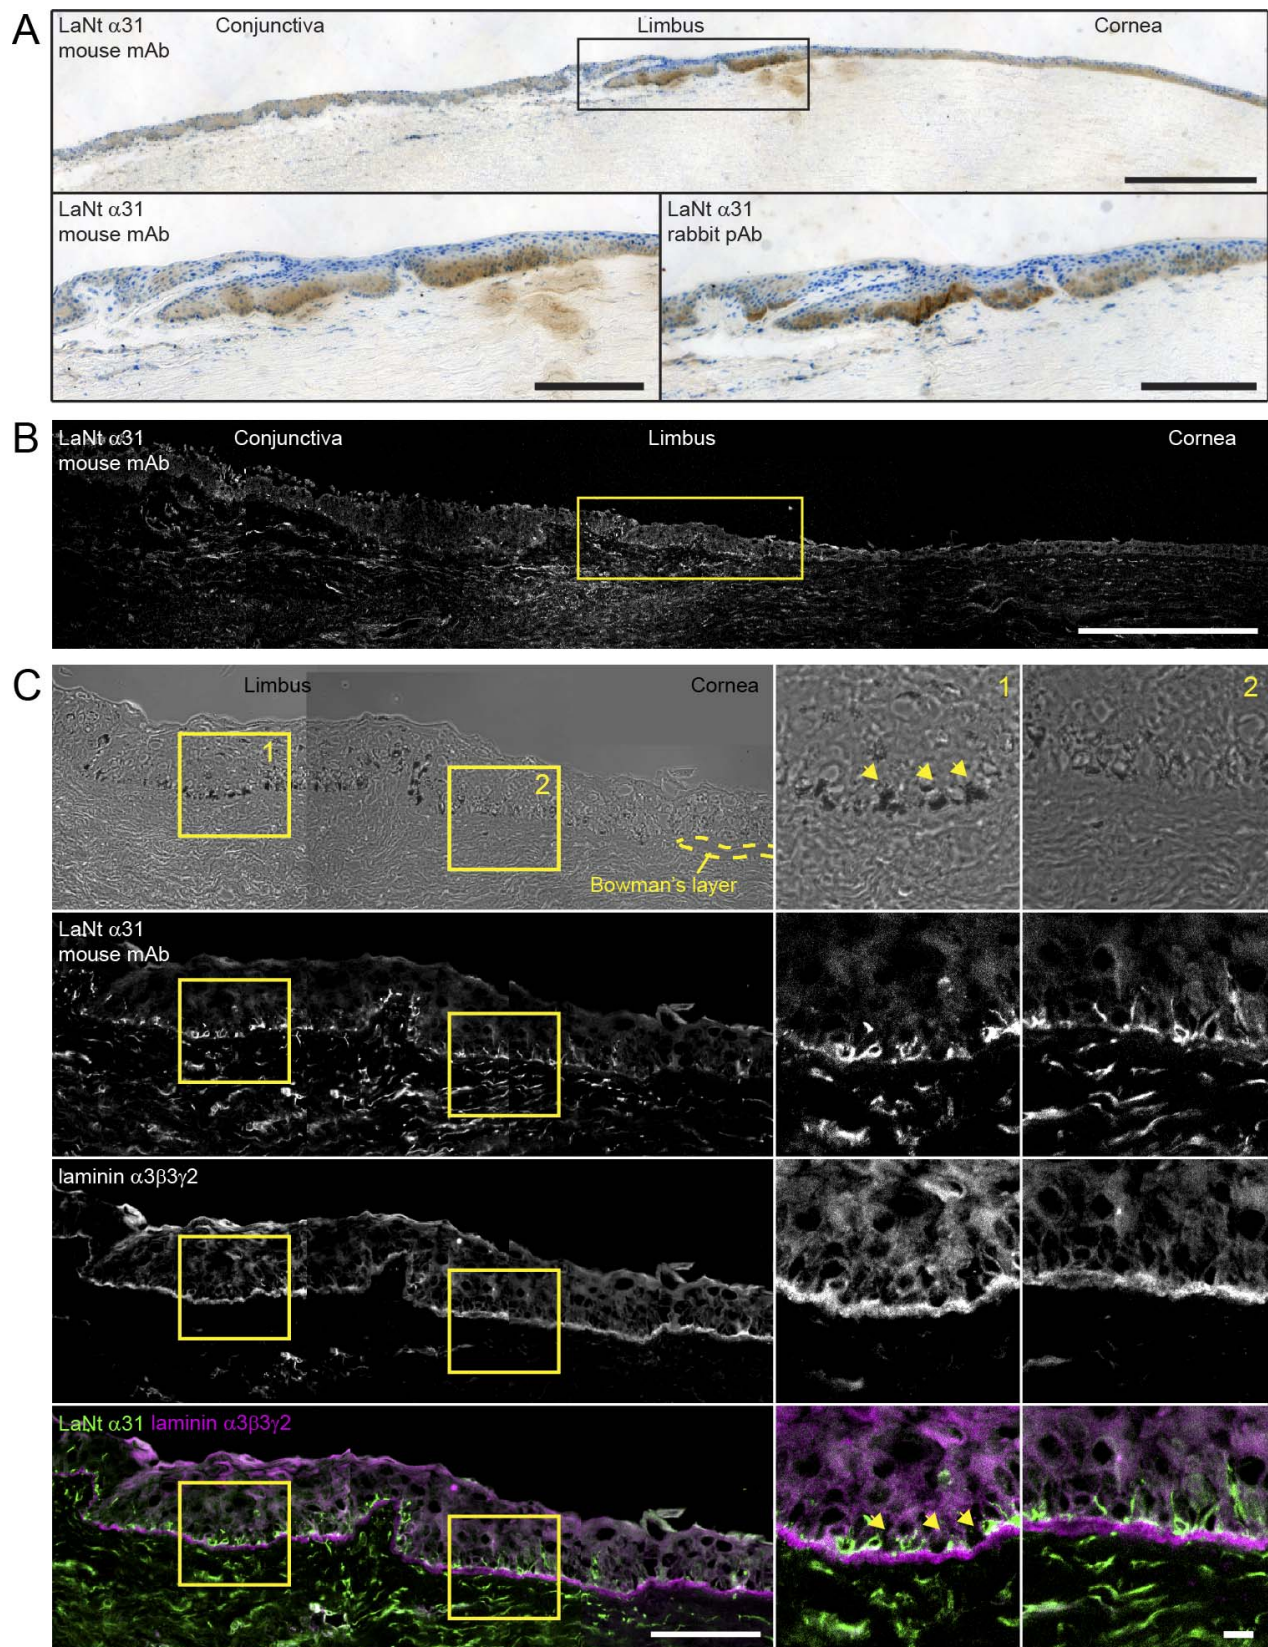 A
LaNt α31
mouse mAb
Conjunctiva
Limbus
Cornea
LaNt α31
mouse mAb
LaNt α31
rabbit pAb
B
LaNt α31
mouse mAb
Conjunctiva
Limbus
Cornea
C
Limbus
Cornea
1
2
Bowman's layer
1
2
LaNt α31
mouse mAb
laminin α3β3γ2
LaNt α31 laminin α3β3γ2